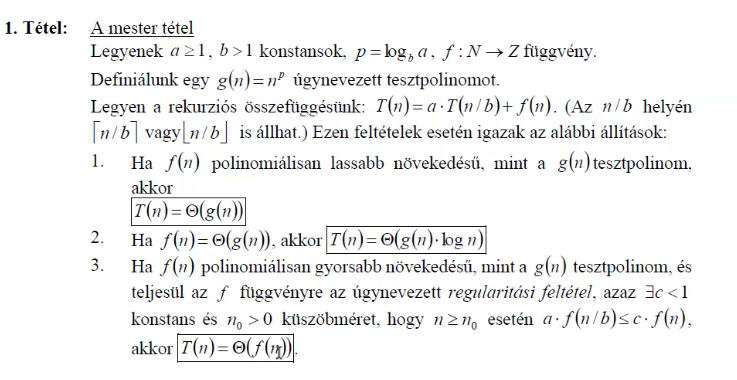 1. Tétel: A mester tétel
Legyenek a ≥ 1, b > 1 konstansok, p = log_b a, f : N → Z függvény.
Definiálunk egy g(n) = n^p úgynevezett tesztpolinomot.
Legyen a rekurziós összefüggésünk: T(n) = a · T(n/b) + f(n). (Az n/b helyén
⌈n/b⌉ vagy ⌊n/b⌋ is állhat.) Ezen feltételek esetén igazak az alábbi állítások:
1. Ha f(n) polinomiálisan lassabb növekedésű, mint a g(n) tesztpolinom,
akkor
T(n) = Θ(g(n))
2. Ha f(n) = Θ(g(n)), akkor T(n) = Θ(g(n) · log n)
3. Ha f(n) polinomiálisan gyorsabb növekedésű, mint a g(n) tesztpolinom, és
teljesül az f függvényre az úgynevezett regularitási feltétel, azaz ∃c < 1
konstans és n₀ > 0 küszöbméret, hogy n ≥ n₀ esetén a · f(n/b) ≤ c · f(n),
akkor T(n) = Θ(f(n)).